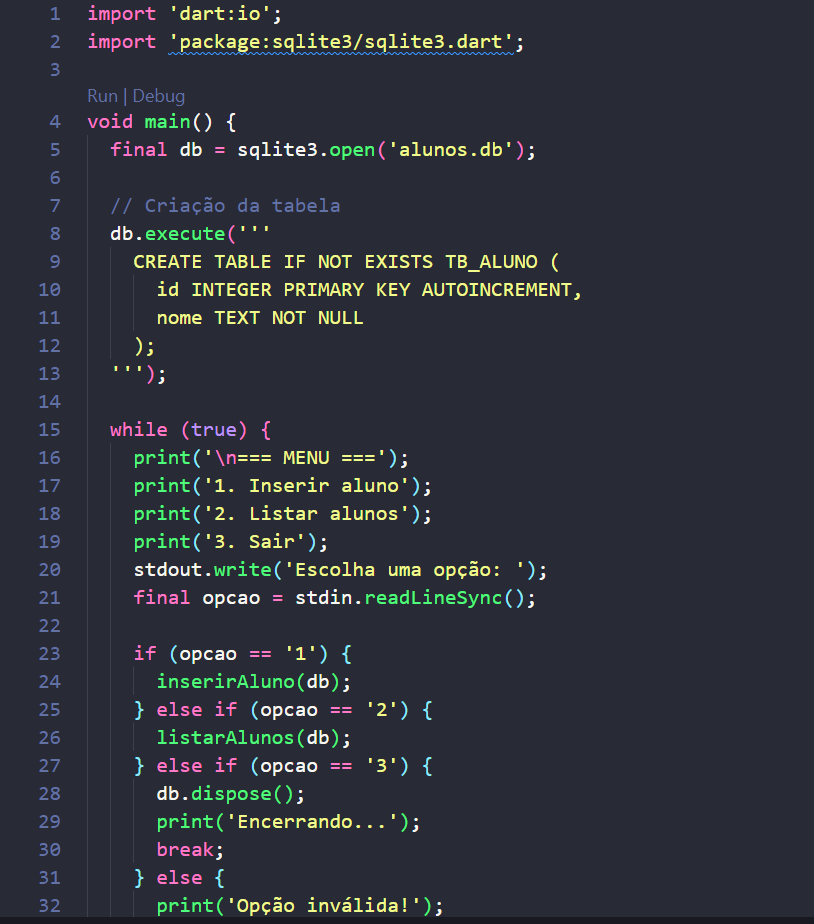 1 import 'dart:io';
2 import 'package:sqlite3/sqlite3.dart';
3
Run | Debug
4 void main() {
5   final db = sqlite3.open('alunos.db');
6
7   // Criação da tabela
8   db.execute('''
9     CREATE TABLE IF NOT EXISTS TB_ALUNO (
10       id INTEGER PRIMARY KEY AUTOINCREMENT,
11       nome TEXT NOT NULL
12     );
13   ''');
14
15   while (true) {
16     print('\n=== MENU ===');
17     print('1. Inserir aluno');
18     print('2. Listar alunos');
19     print('3. Sair');
20     stdout.write('Escolha uma opção: ');
21     final opcao = stdin.readLineSync();
22
23     if (opcao == '1') {
24       inserirAluno(db);
25     } else if (opcao == '2') {
26       listarAlunos(db);
27     } else if (opcao == '3') {
28       db.dispose();
29       print('Encerrando...');
30       break;
31     } else {
32       print('Opção inválida!');